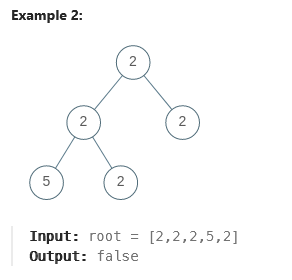 Example 2:
2
2
2
5
2
Input: root = [2,2,2,5,2]
Output: false